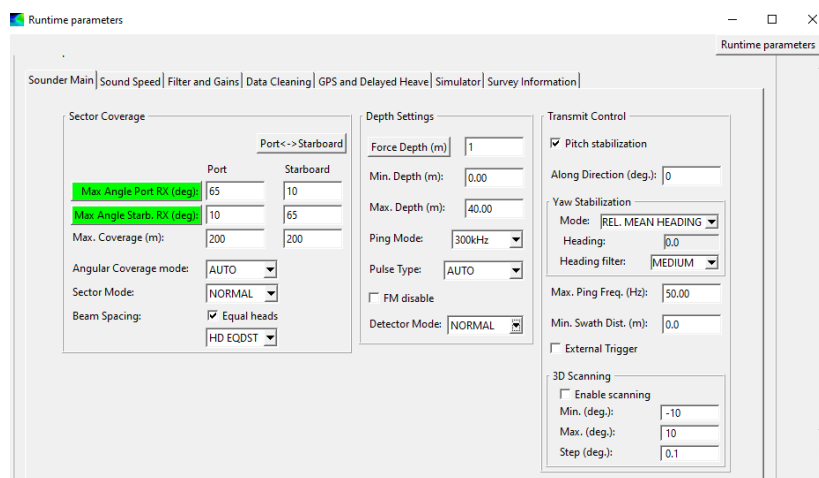 Runtime parameters
Runtime parameters
Sounder Main Sound Speed Filter and Gains Data Cleaning GPS and Delayed Heave Simulator Survey Information
Sector Coverage
Port<->Starboard
Port Starboard
Max Angle Port RX (deg): 65 10
Max Angle Starb. RX (deg): 10 65
Max. Coverage (m): 200 200
Angular Coverage mode: AUTO
Sector Mode: NORMAL
Beam Spacing: Equal heads
HD EQDST
Depth Settings
Force Depth (m) 1
Min. Depth (m): 0.00
Max. Depth (m): 40.00
Ping Mode: 300kHz
Pulse Type: AUTO
FM disable
Detector Mode: NORMAL
Transmit Control
Pitch stabilization
Along Direction (deg.): 0
Yaw Stabilization
Mode: REL. MEAN HEADING
Heading: 0.0
Heading filter: MEDIUM
Max. Ping Freq. (Hz): 50.00
Min. Swath Dist. (m): 0.0
External Trigger
3D Scanning
Enable scanning
Min. (deg.): -10
Max. (deg.): 10
Step (deg.): 0.1